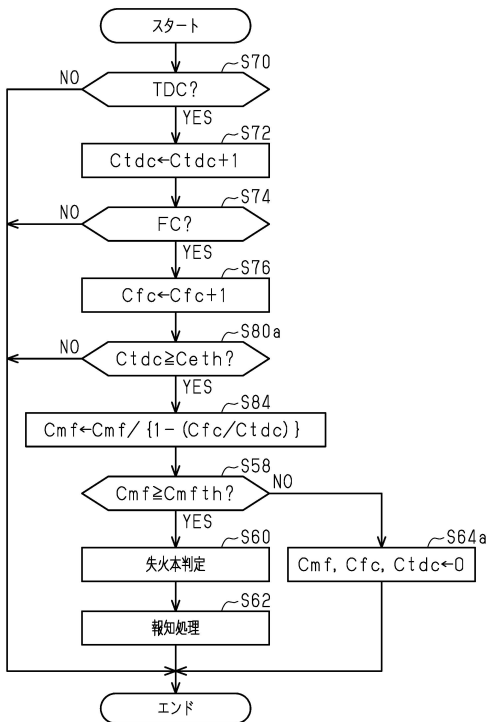 スタート
S70
NO
TDC?
YES
S72
Ctdc←Ctdc+1
S74
NO
FC?
YES
S76
Cfc←Cfc+1
S80a
NO
Ctdc≧Ceth?
YES
S84
Cmf←Cmf/{1-(Cfc/Ctdc)}
S58
NO
Cmf≧Cmfth?
YES
S60
失火本判定
S64a
Cmf, Cfc, Ctdc←0
S62
報知処理
エンド